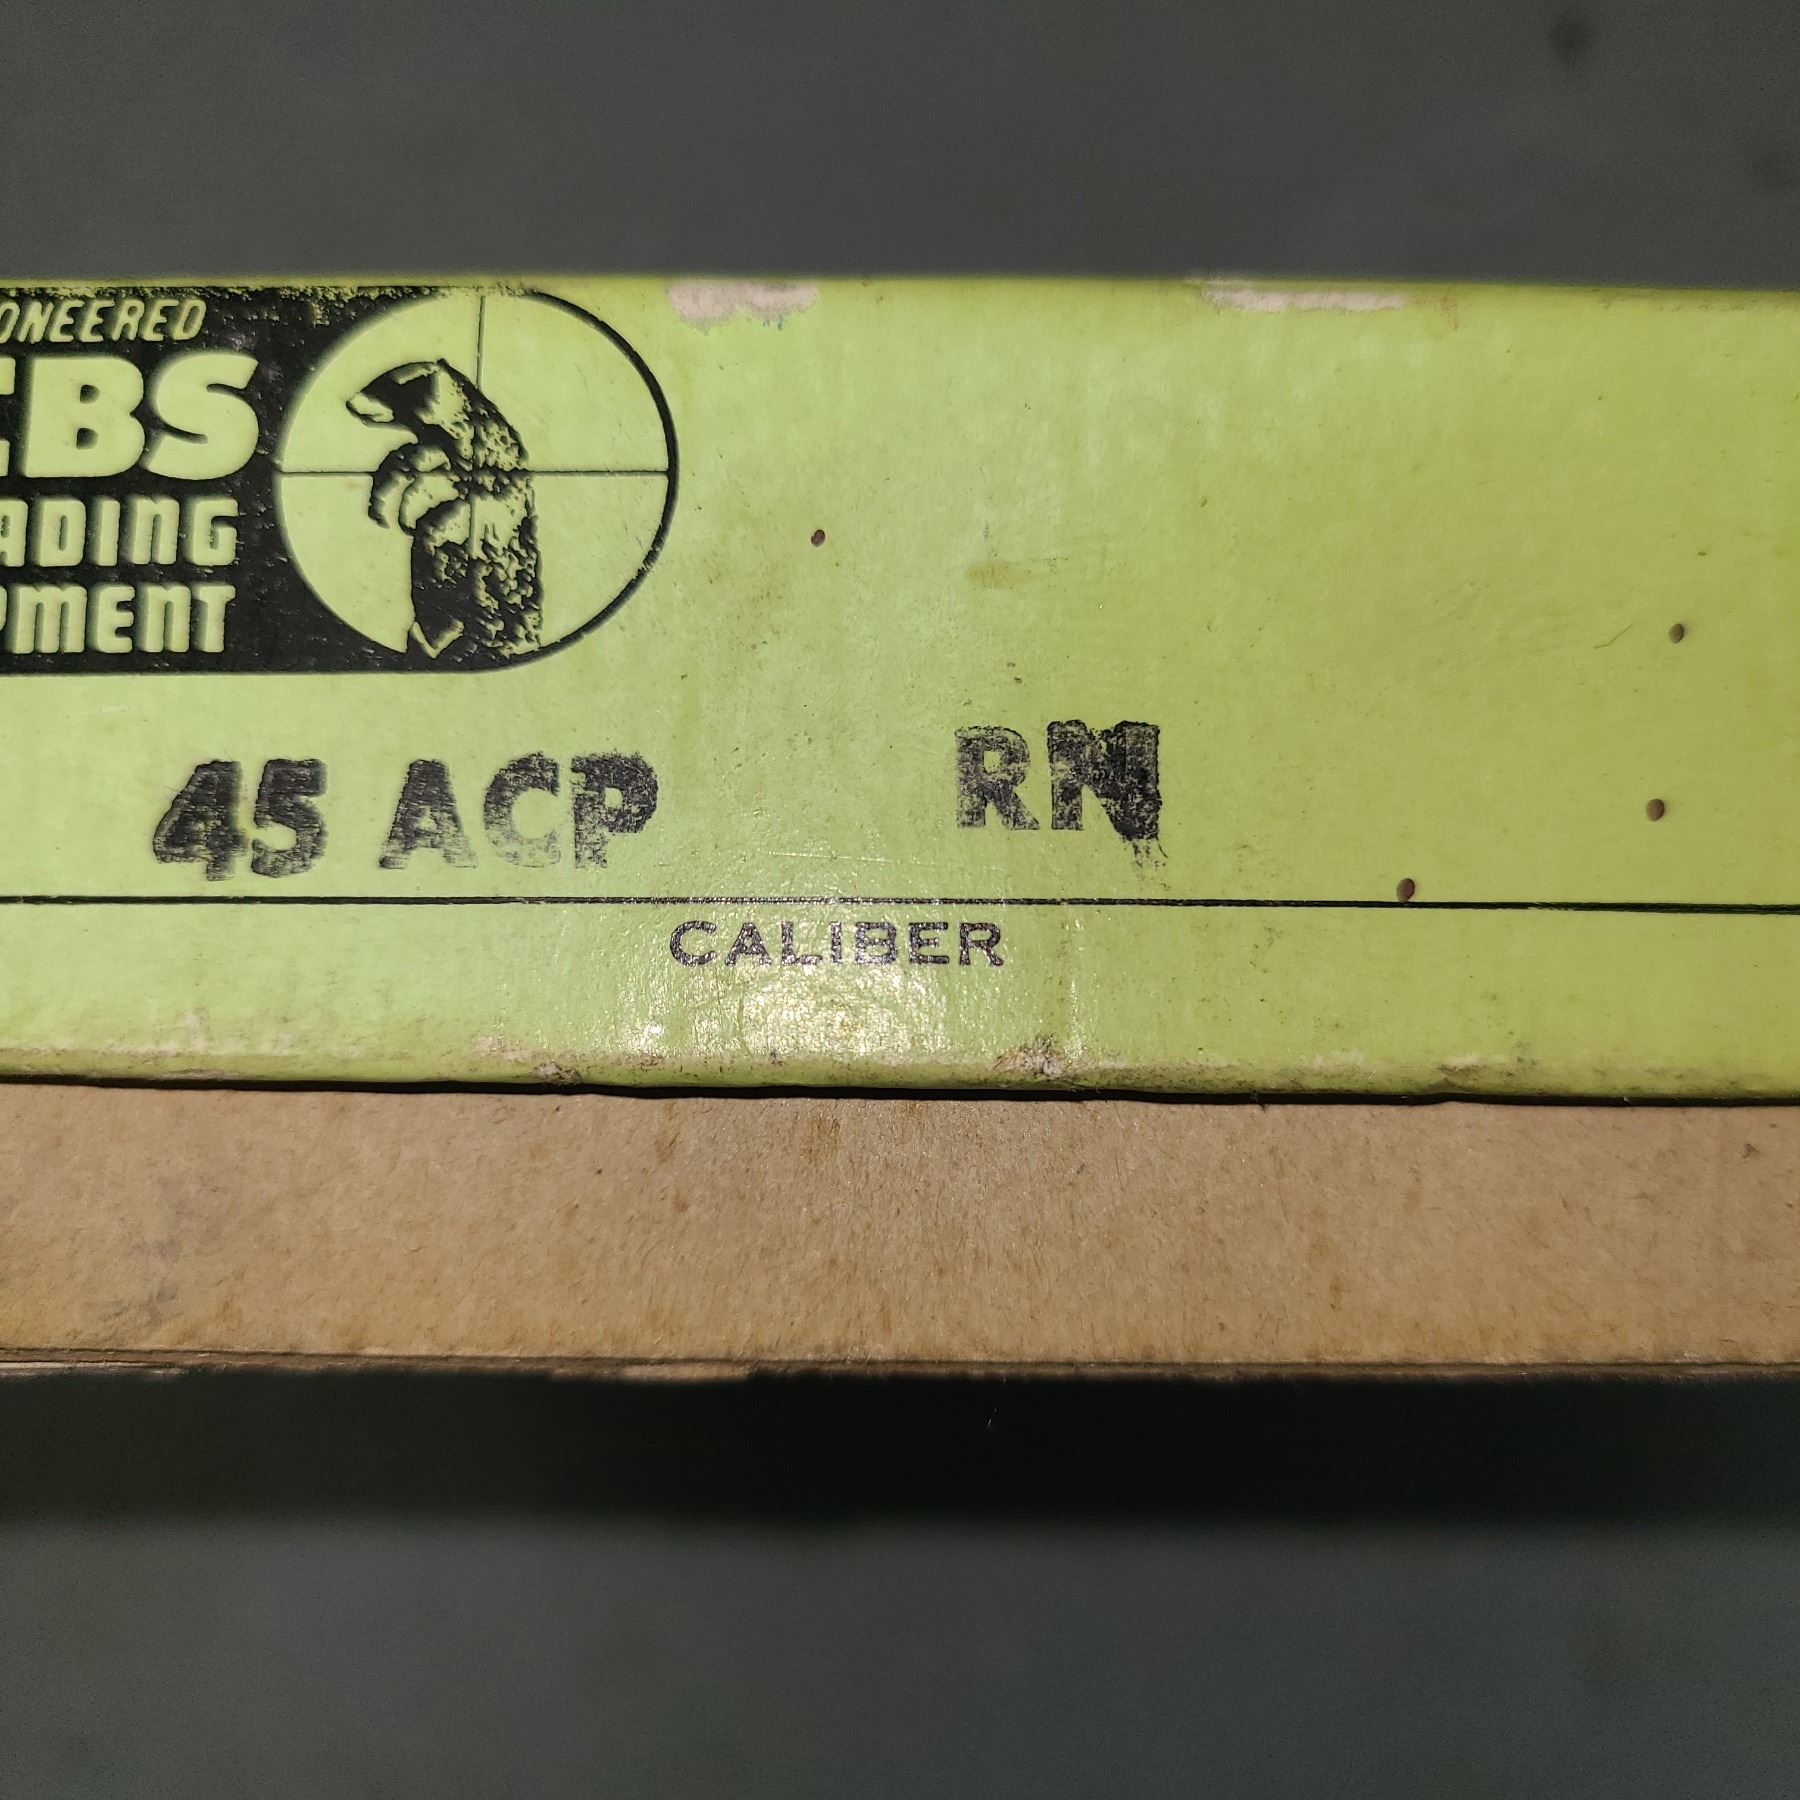 ONEERED
CBS
ADING
PMENT
45 ACP RN
CALIBER